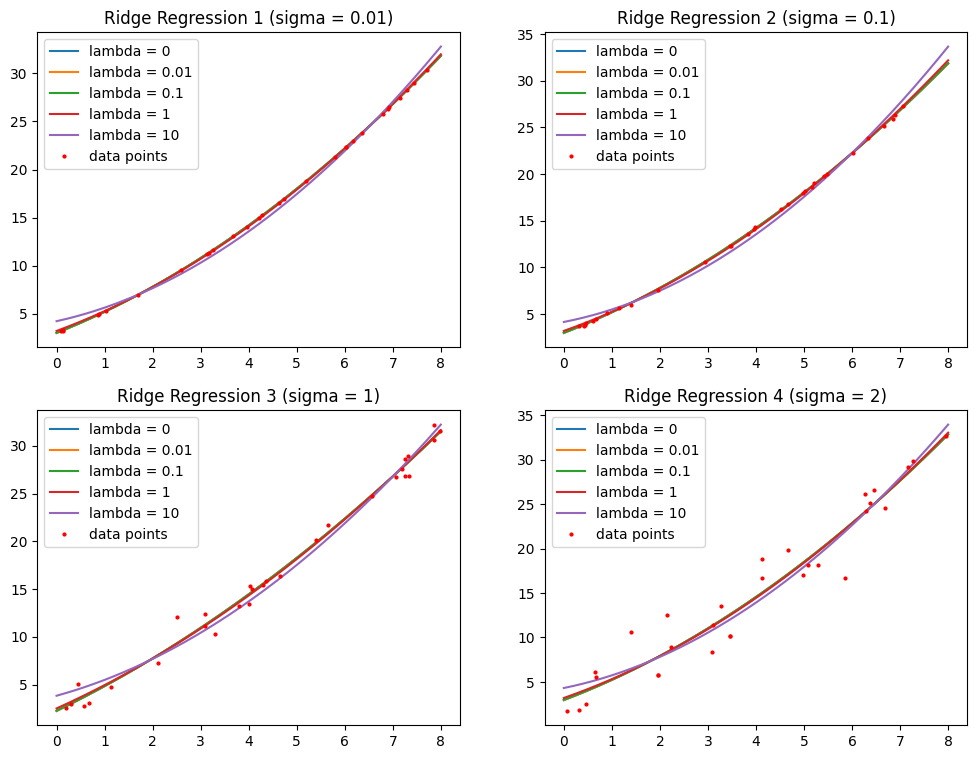 Ridge Regression 1 (sigma = 0.01)
lambda = 0
lambda = 0.01
lambda = 0.1
lambda = 1
lambda = 10
data points
30
25
20
15
10
5
0 1 2 3 4 5 6 7 8
Ridge Regression 2 (sigma = 0.1)
lambda = 0
lambda = 0.01
lambda = 0.1
lambda = 1
lambda = 10
data points
35
30
25
20
15
10
5
0 1 2 3 4 5 6 7 8
Ridge Regression 3 (sigma = 1)
lambda = 0
lambda = 0.01
lambda = 0.1
lambda = 1
lambda = 10
data points
30
25
20
15
10
5
0 1 2 3 4 5 6 7 8
Ridge Regression 4 (sigma = 2)
lambda = 0
lambda = 0.01
lambda = 0.1
lambda = 1
lambda = 10
data points
35
30
25
20
15
10
5
0 1 2 3 4 5 6 7 8